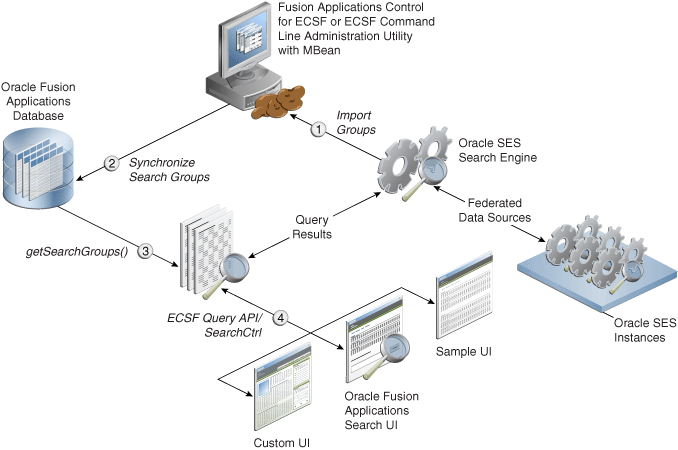 Fusion Applications Control
for ECSF or ECSF Command
Line Administration Utility
with MBean
Oracle Fusion
Applications
Database
1
Import
Groups
Oracle SES
Search Engine
2
Synchronize
Search Groups
Federated
Data Sources
Query
Results
getSearchGroups()
3
ECSF Query API/
SearchCtrl
4
Oracle SES
Instances
Sample UI
Oracle Fusion
Applications
Search UI
Custom UI